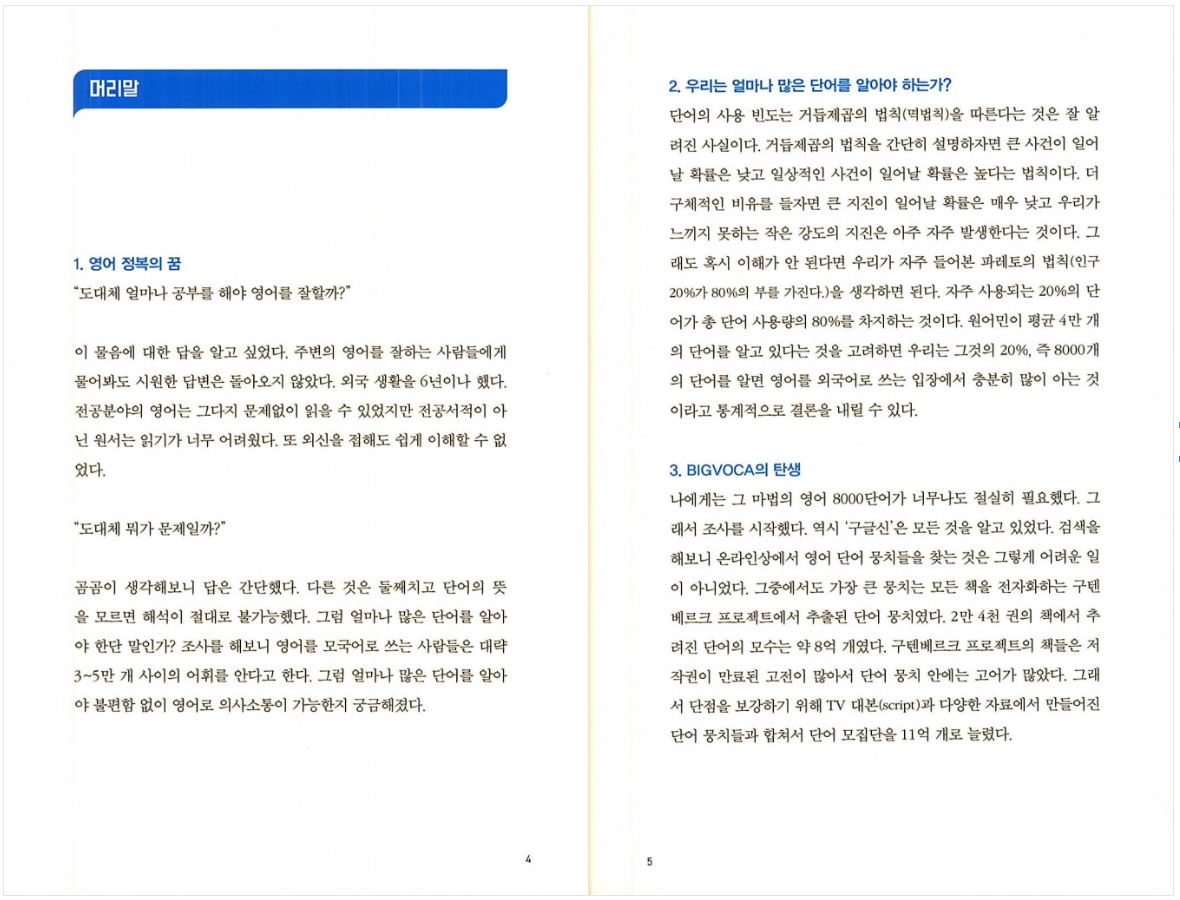 머리말
1. 영어 정복의 꿈
“도대체 얼마나 공부를 해야 영어를 잘할까?”
이 물음에 대한 답을 알고 싶었다. 주변의 영어를 잘하는 사람들에게
물어봐도 시원한 답변은 돌아오지 않았다. 외국 생활을 6년이나 했다.
전공분야의 영어는 그다지 문제없이 읽을 수 있었지만 전공서적이 아
닌 원서는 읽기가 너무 어려웠다. 또 외신을 접해도 쉽게 이해할 수 없
었다.
“도대체 뭐가 문제일까?”
곰곰이 생각해보니 답은 간단했다. 다른 것은 둘째치고 단어의 뜻
을 모르면 해석이 절대로 불가능했다. 그럼 얼마나 많은 단어를 알아
야 한단 말인가? 조사를 해보니 영어를 모국어로 쓰는 사람들은 대략
3~5만 개 사이의 어휘를 안다고 한다. 그럼 얼마나 많은 단어를 알아
야 불편함 없이 영어로 의사소통이 가능한지 궁금해졌다.
4
2. 우리는 얼마나 많은 단어를 알아야 하는가?
단어의 사용 빈도는 거듭제곱의 법칙(멱법칙)을 따른다는 것은 잘 알
려진 사실이다. 거듭제곱의 법칙을 간단히 설명하자면 큰 사건이 일어
날 확률은 낮고 일상적인 사건이 일어날 확률은 높다는 법칙이다. 더
구체적인 비유를 들자면 큰 지진이 일어날 확률은 매우 낮고 우리가
느끼지 못하는 작은 강도의 지진은 아주 자주 발생한다는 것이다. 그
래도 혹시 이해가 안 된다면 우리가 자주 들어본 파레토의 법칙(인구
20%가 80%의 부를 가진다.)을 생각하면 된다. 자주 사용되는 20%의 단
어가 총 단어 사용량의 80%를 차지하는 것이다. 원어민이 평균 4만 개
의 단어를 알고 있다는 것을 고려하면 우리는 그것의 20%, 즉 8000개
의 단어를 알면 영어를 외국어로 쓰는 입장에서 충분히 많이 아는 것
이라고 통계적으로 결론을 내릴 수 있다.
3. BIGVOCA의 탄생
나에게는 그 마법의 영어 8000단어가 너무나도 절실히 필요했다. 그
래서 조사를 시작했다. 역시 ‘구글신’은 모든 것을 알고 있었다. 검색을
해보니 온라인상에서 영어 단어 뭉치들을 찾는 것은 그렇게 어려운 일
이 아니었다. 그중에서도 가장 큰 뭉치는 모든 책을 전자화하는 구텐
베르크 프로젝트에서 추출된 단어 뭉치였다. 2만 4천 권의 책에서 추
려진 단어의 모수는 약 8억 개였다. 구텐베르크 프로젝트의 책들은 저
작권이 만료된 고전이 많아서 단어 뭉치 안에는 고어가 많았다. 그래
서 단점을 보강하기 위해 TV 대본(script)과 다양한 자료에서 만들어진
단어 뭉치들과 합쳐서 단어 모집단을 11억 개로 늘렸다.
5